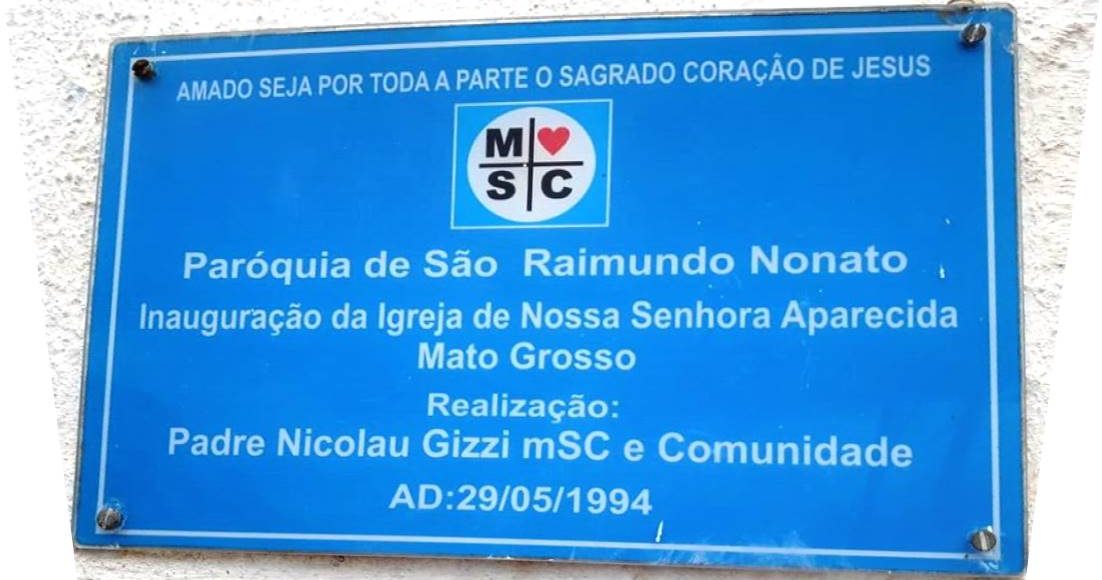 AMADO SEJA POR TODA A PARTE O SAGRADO CORAÇÃO DE JESUS
M
S C
Paróquia de São Raimundo Nonato
Inauguração da Igreja de Nossa Senhora Aparecida
Mato Grosso
Realização:
Padre Nicolau Gizzi mSC e Comunidade
AD:29/05/1994